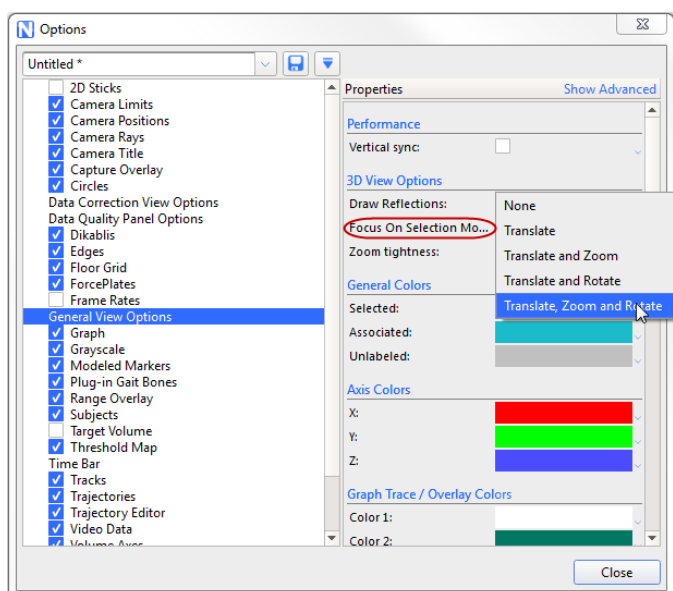 N Options
Untitled *
2D Sticks
Camera Limits
Camera Positions
Camera Rays
Camera Title
Capture Overlay
Circles
Data Correction View Options
Data Quality Panel Options
Dikablis
Edges
Floor Grid
ForcePlates
Frame Rates
General View Options
Graph
Grayscale
Modeled Markers
Plug-in Gait Bones
Range Overlay
Subjects
Target Volume
Threshold Map
Time Bar
Tracks
Trajectories
Trajectory Editor
Video Data
Volume Axes
Properties Show Advanced
Performance
Vertical sync:
3D View Options
Draw Reflections:
Focus On Selection Mo...
Zoom tightness:
None
Translate
Translate and Zoom
Translate and Rotate
Translate, Zoom and Rotate
General Colors
Selected:
Associated:
Unlabeled:
Axis Colors
X:
Y:
Z:
Graph Trace / Overlay Colors
Color 1:
Color 2:
Close